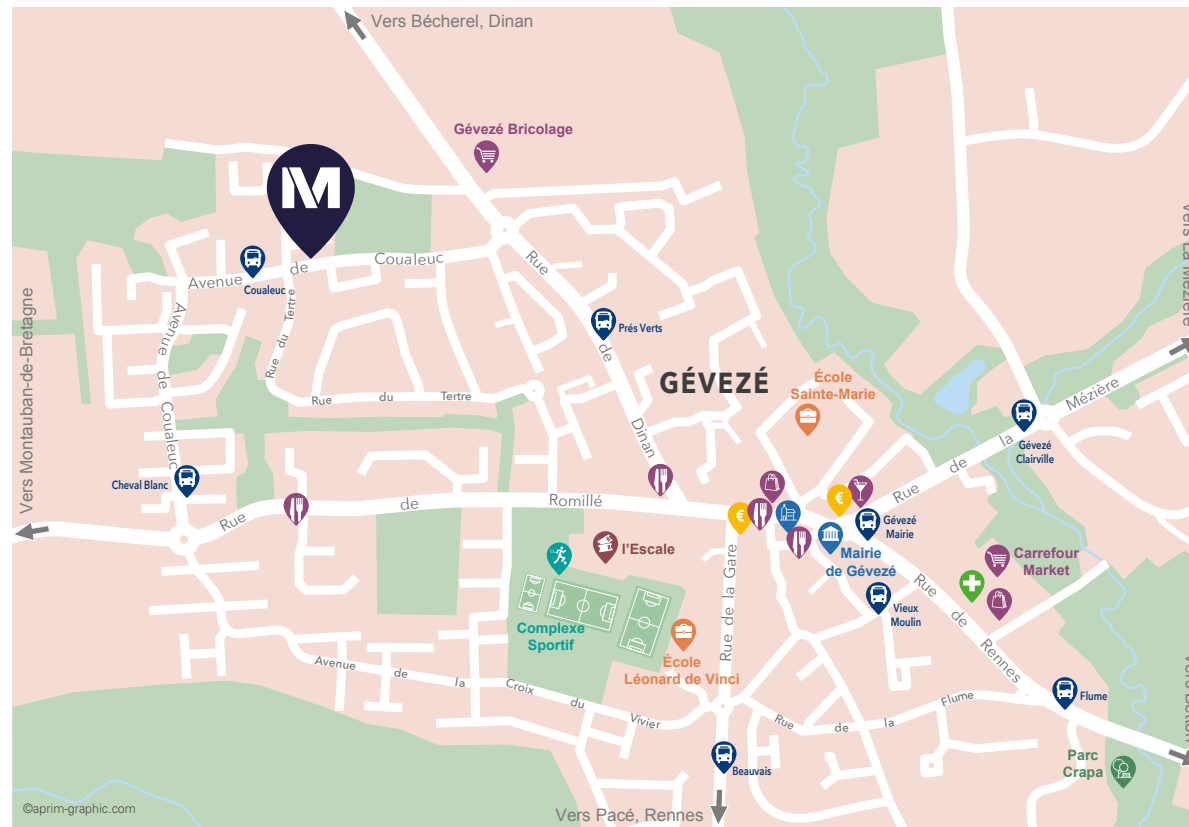 Vers Bécherel, Dinan
Gévezé Bricolage
M
Avenue de Coualeuc
Coualeuc
Rue de Dinan
Prés Verts
Vers La Mézière
Vers Montauban-de-Bretagne
Avenue de Coualeuc
Rue du Tertre
Rue du Tertre
GÉVEZÉ
École
Sainte-Marie
Rue de la Mézière
Gévezé
Clairville
Cheval Blanc
Rue de Romillé
€
€
Gévezé
Mairie
l'Escale
Mairie
de Gévezé
Carrefour
Market
Rue de la Gare
Rue de Rennes
Vieux
Moulin
Complexe
Sportif
École
Léonard de Vinci
Avenue de la Croix du Vivier
Rue de la Flume
Flume
Beauvais
Parc
Crapa
©aprim-graphic.com
Vers Pacé, Rennes